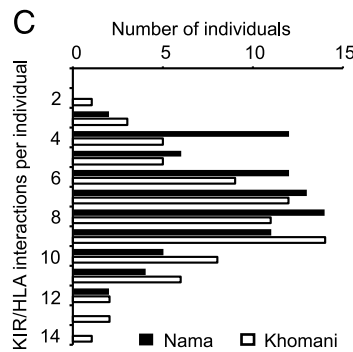 C
Number of individuals
0 5 10 15
KIR/HLA interactions per individual
2
4
6
8
10
12
14
Nama Khomani